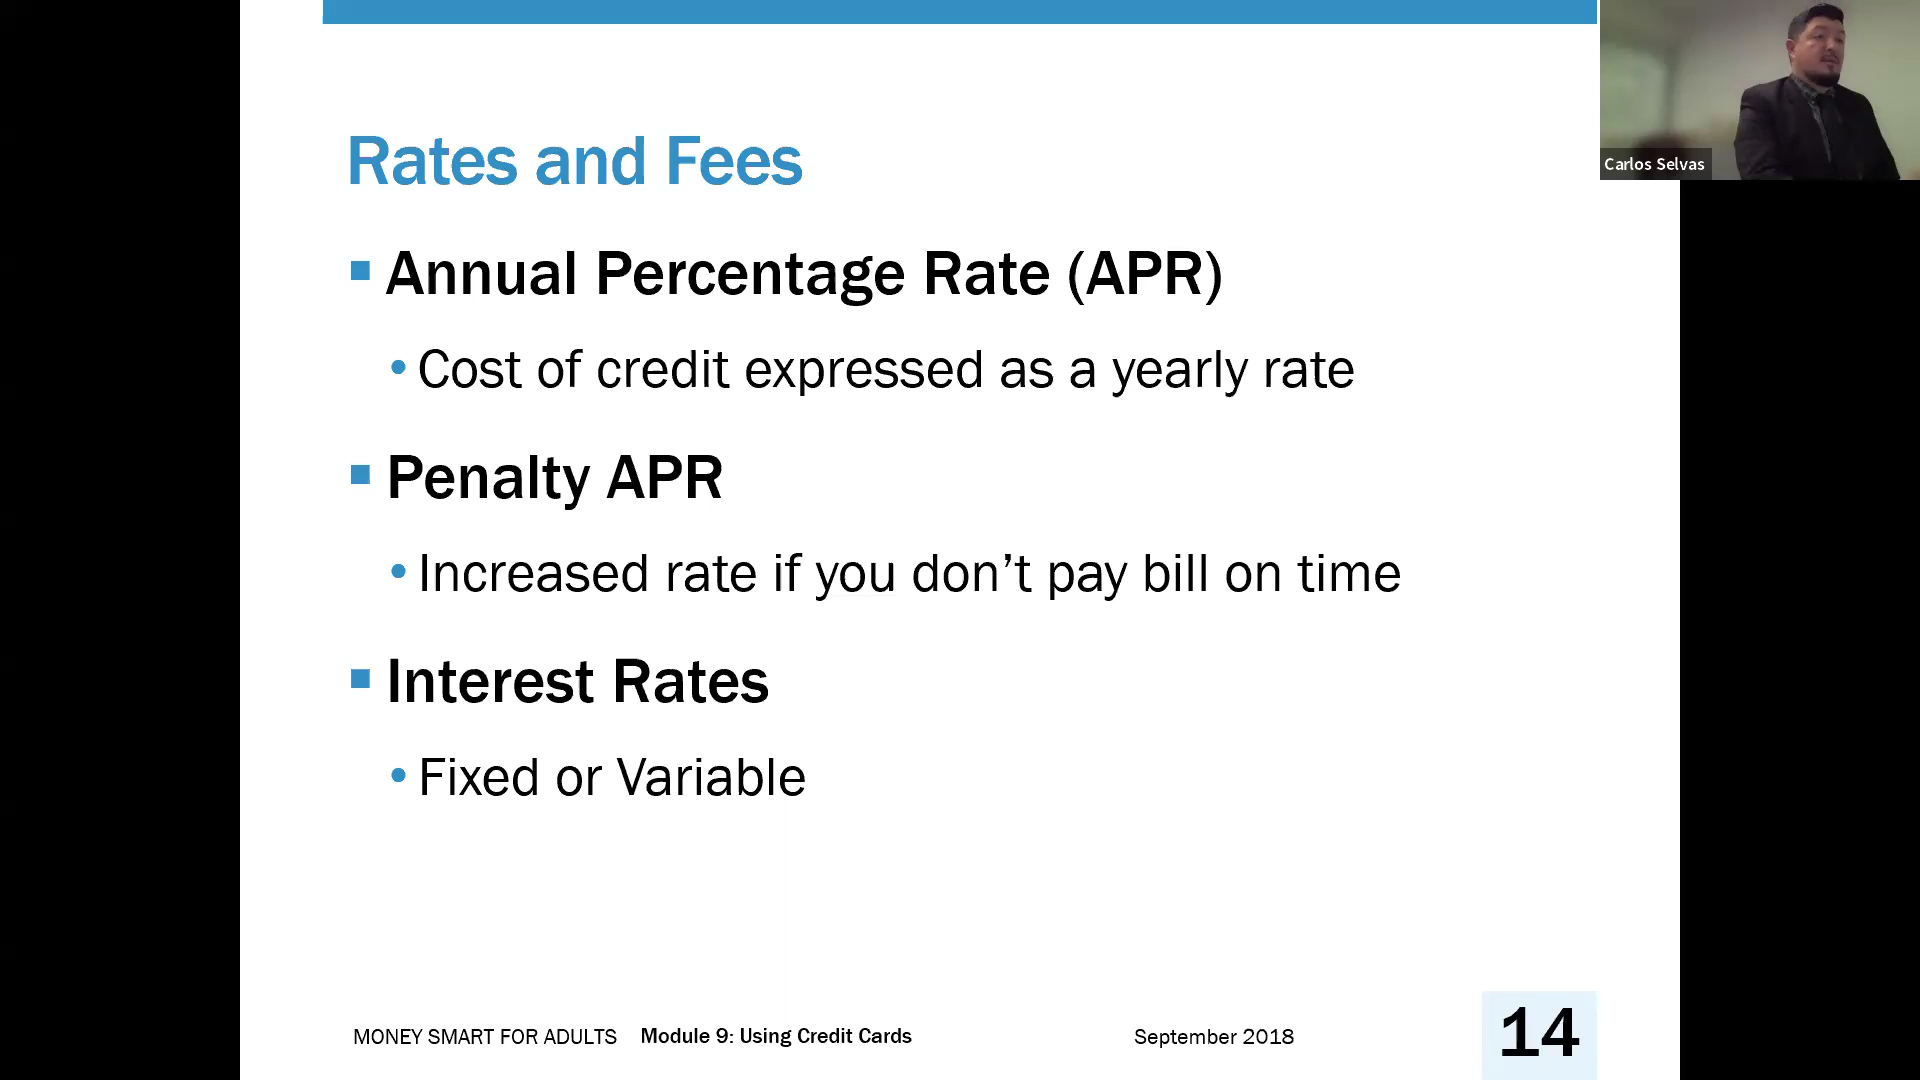 Rates and Fees
Annual Percentage Rate (APR)
Cost of credit expressed as a yearly rate
Penalty APR
Increased rate if you don’t pay bill on time
Interest Rates
Fixed or Variable
MONEY SMART FOR ADULTS Module 9: Using Credit Cards September 2018 14
Carlos Selvas